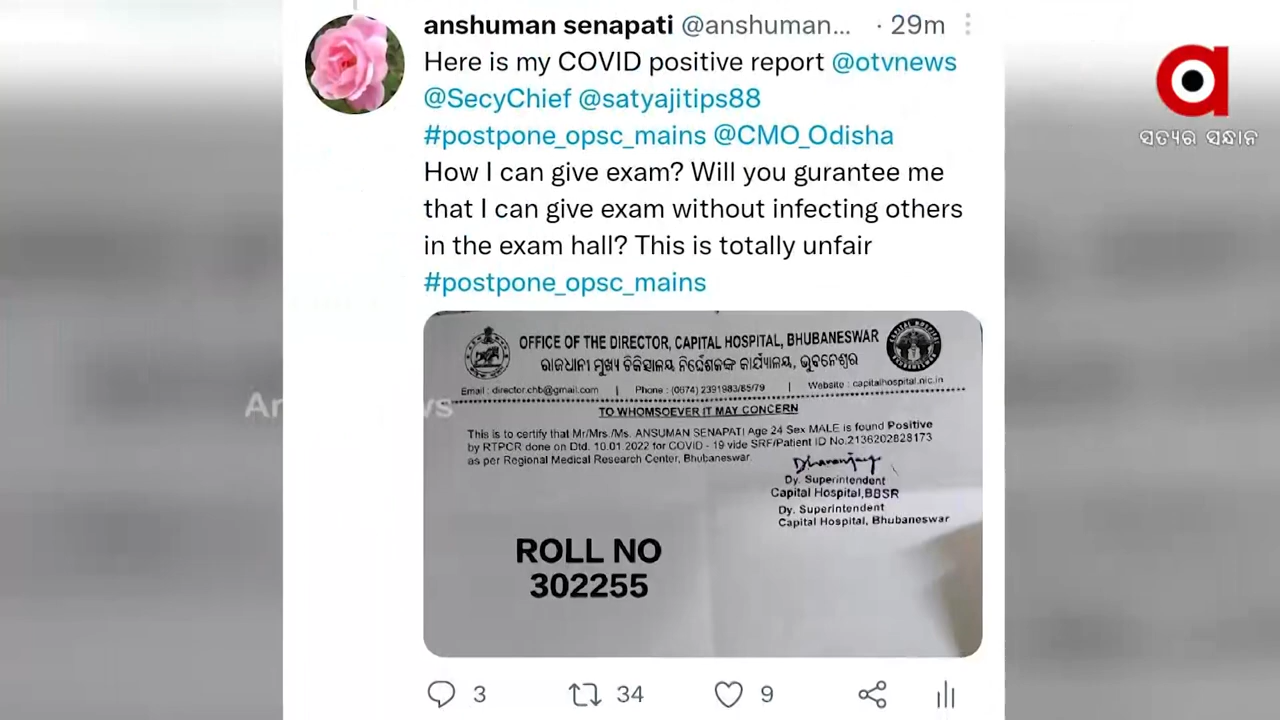 anshuman senapati @anshuman... · 29m
Here is my COVID positive report @otvnews
@SecyChief @satyajitips88
#postpone_opsc_mains @CMO_Odisha
How I can give exam? Will you gurantee me
that I can give exam without infecting others
in the exam hall? This is totally unfair
#postpone_opsc_mains
OFFICE OF THE DIRECTOR, CAPITAL HOSPITAL, BHUBANESWAR
ରାଜଧାନୀ ମୁଖ୍ୟ ଚିକିତ୍ସାଳୟ ନିର୍ଦ୍ଦେଶକଙ୍କ କାର୍ଯ୍ୟାଳୟ, ଭୁବନେଶ୍ୱର
Email : director.chb@gmail.com | Phone : (0674) 2391983/85/79 | Website : capitalhospital.nic.in
TO WHOMSOEVER IT MAY CONCERN
This is to certify that Mr/Mrs./Ms. ANSUMAN SENAPATI Age 24 Sex MALE is found Positive
by RTPCR done on Dtd. 10.01.2022 for COVID - 19 vide SRF/Patient ID No.2136202828173
as per Regional Medical Research Center, Bhubaneswar.
Dhananjaya
Dy. Superintendent
Capital Hospital,BBSR
Dy. Superintendent
Capital Hospital, Bhubaneswar
ROLL NO
302255
3 34 9
ସତ୍ୟର ସନ୍ଧାନ